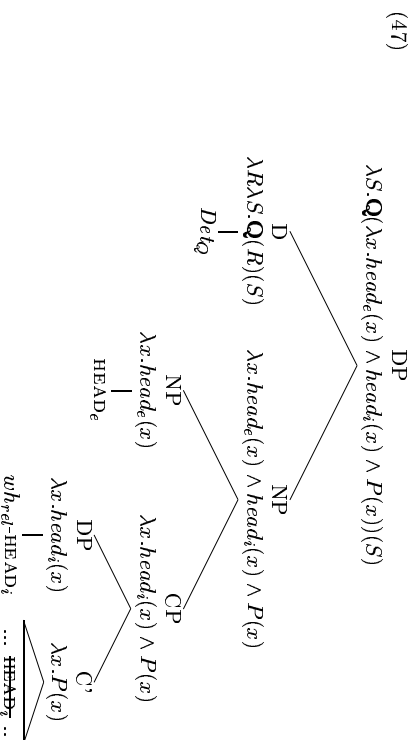 (47)
DP
λS.Q(λx.head_e(x) ∧ head_i(x) ∧ P(x))(S)
D NP
λRλS.Q(R)(S) λx.head_e(x) ∧ head_i(x) ∧ P(x)
Det_Q NP CP
λx.head_e(x) λx.head_i(x) ∧ P(x)
HEAD_e DP C'
λx.head_i(x) λx.P(x)
wh_rel-HEAD_i ... HEAD_i ..